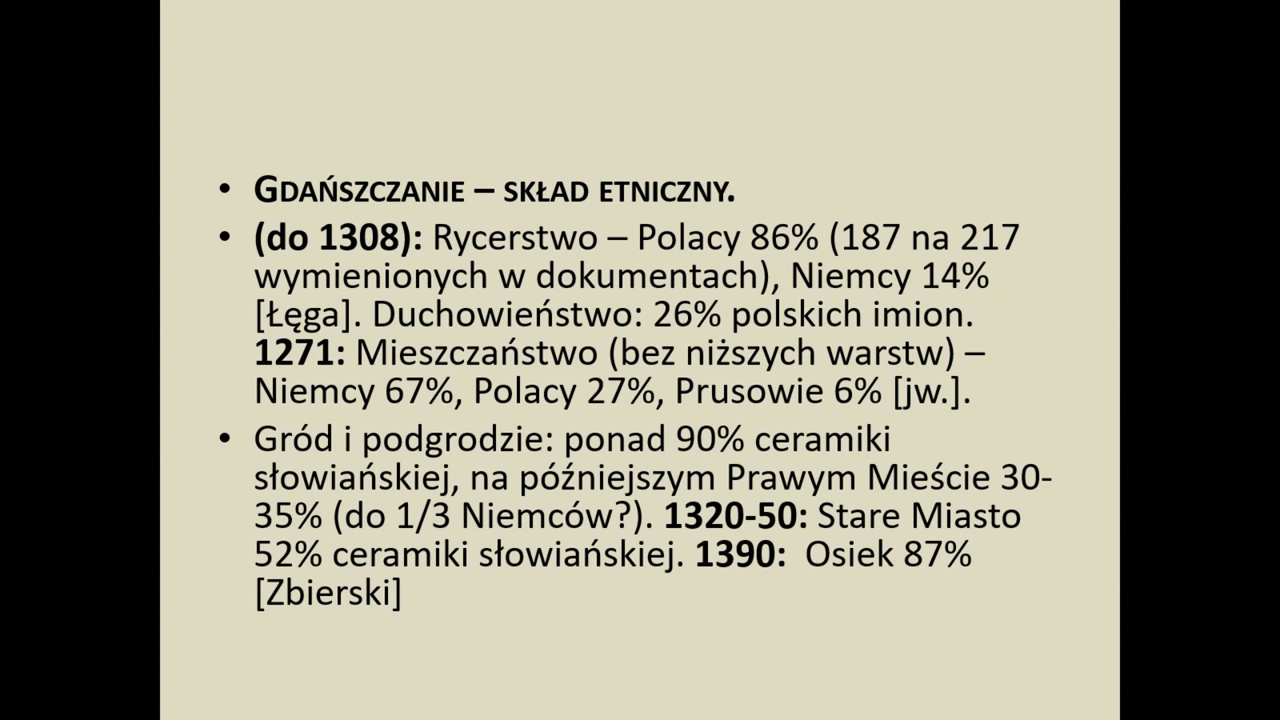 • GDAŃSZCZANIE – SKŁAD ETNICZNY.
• (do 1308): Rycerstwo – Polacy 86% (187 na 217
wymienionych w dokumentach), Niemcy 14%
[Łęga]. Duchowieństwo: 26% polskich imion.
1271: Mieszczaństwo (bez niższych warstw) –
Niemcy 67%, Polacy 27%, Prusowie 6% [jw.].
• Gród i podgrodzie: ponad 90% ceramiki
słowiańskiej, na późniejszym Prawym Mieście 30-
35% (do 1/3 Niemców?). 1320-50: Stare Miasto
52% ceramiki słowiańskiej. 1390:  Osiek 87%
[Zbierski]